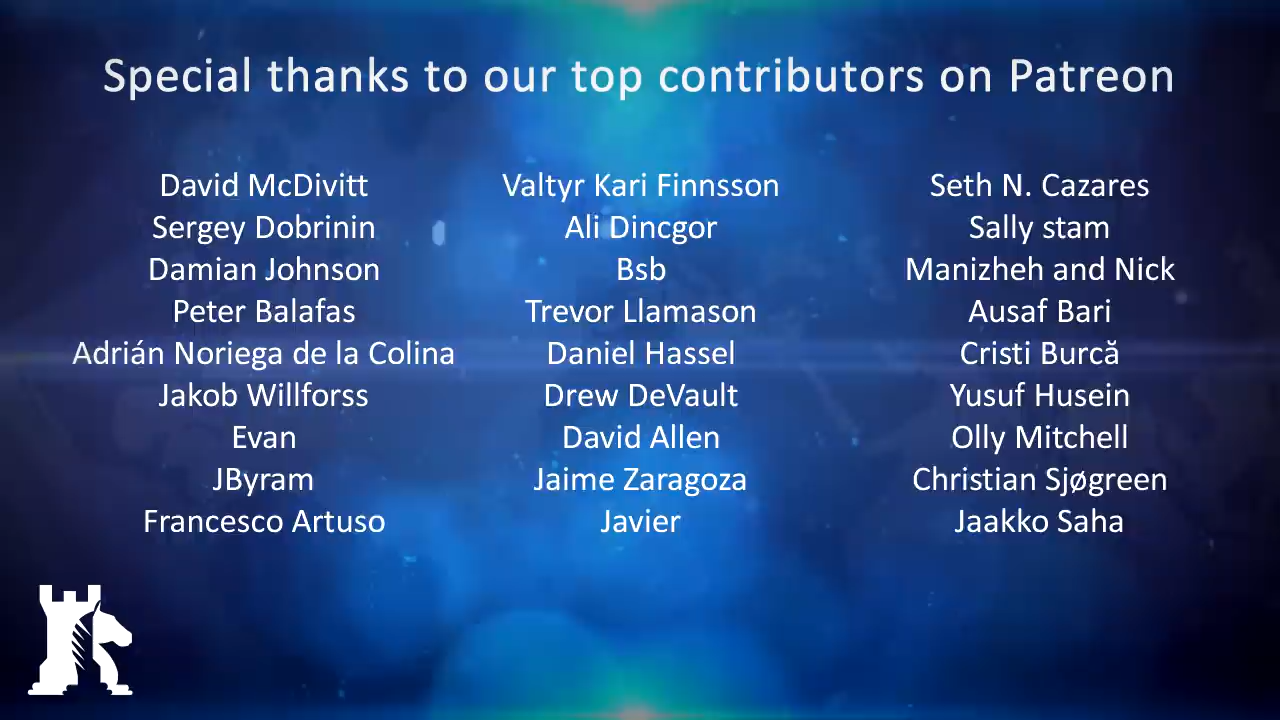 Special thanks to our top contributors on Patreon
David McDivitt
Sergey Dobrinin
Damian Johnson
Peter Balafas
Adrián Noriega de la Colina
Jakob Willforss
Evan
JByram
Francesco Artuso
Valtyr Kari Finnsson
Ali Dincgor
Bsb
Trevor Llamason
Daniel Hassel
Drew DeVault
David Allen
Jaime Zaragoza
Javier
Seth N. Cazares
Sally stam
Manizheh and Nick
Ausaf Bari
Cristi Burcă
Yusuf Husein
Olly Mitchell
Christian Sjøgreen
Jaakko Saha